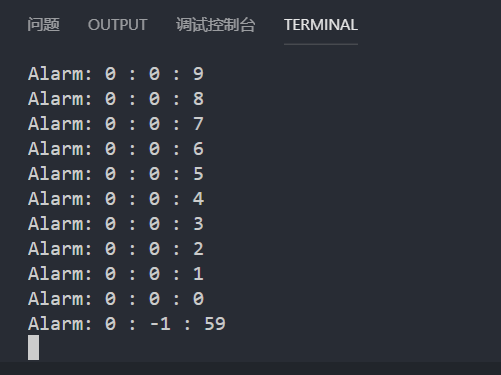 问题 OUTPUT 调试控制台 TERMINAL
Alarm: 0 : 0 : 9
Alarm: 0 : 0 : 8
Alarm: 0 : 0 : 7
Alarm: 0 : 0 : 6
Alarm: 0 : 0 : 5
Alarm: 0 : 0 : 4
Alarm: 0 : 0 : 3
Alarm: 0 : 0 : 2
Alarm: 0 : 0 : 1
Alarm: 0 : 0 : 0
Alarm: 0 : -1 : 59